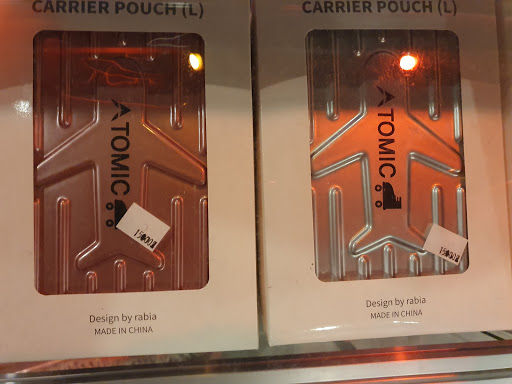 CARRIER POUCH (L)
ATOMIC
Design by rabia
MADE IN CHINA
CARRIER POUCH (L)
ATOMIC
Design by rabia
MADE IN CHINA